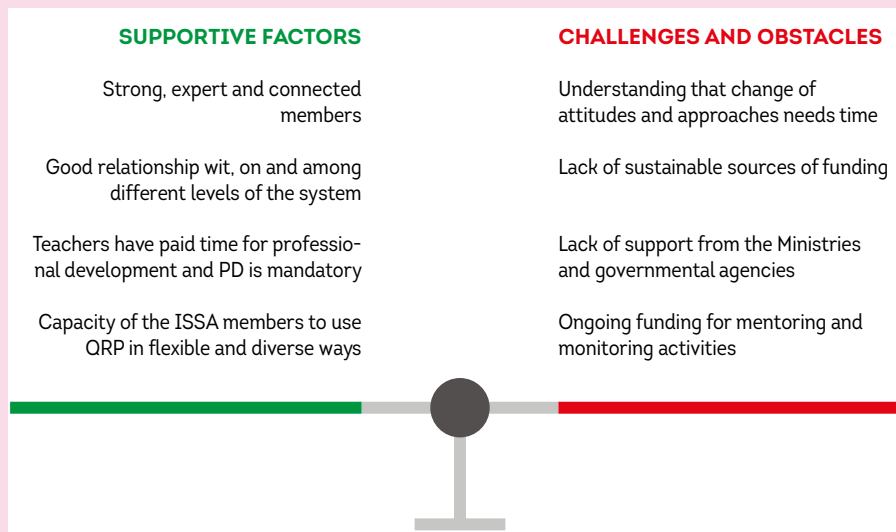 SUPPORTIVE FACTORS
Strong, expert and connected
members
Good relationship wit, on and among
different levels of the system
Teachers have paid time for professio-
nal development and PD is mandatory
Capacity of the ISSA members to use
QRP in flexible and diverse ways
CHALLENGES AND OBSTACLES
Understanding that change of
attitudes and approaches needs time
Lack of sustainable sources of funding
Lack of support from the Ministries
and governmental agencies
Ongoing funding for mentoring and
monitoring activities